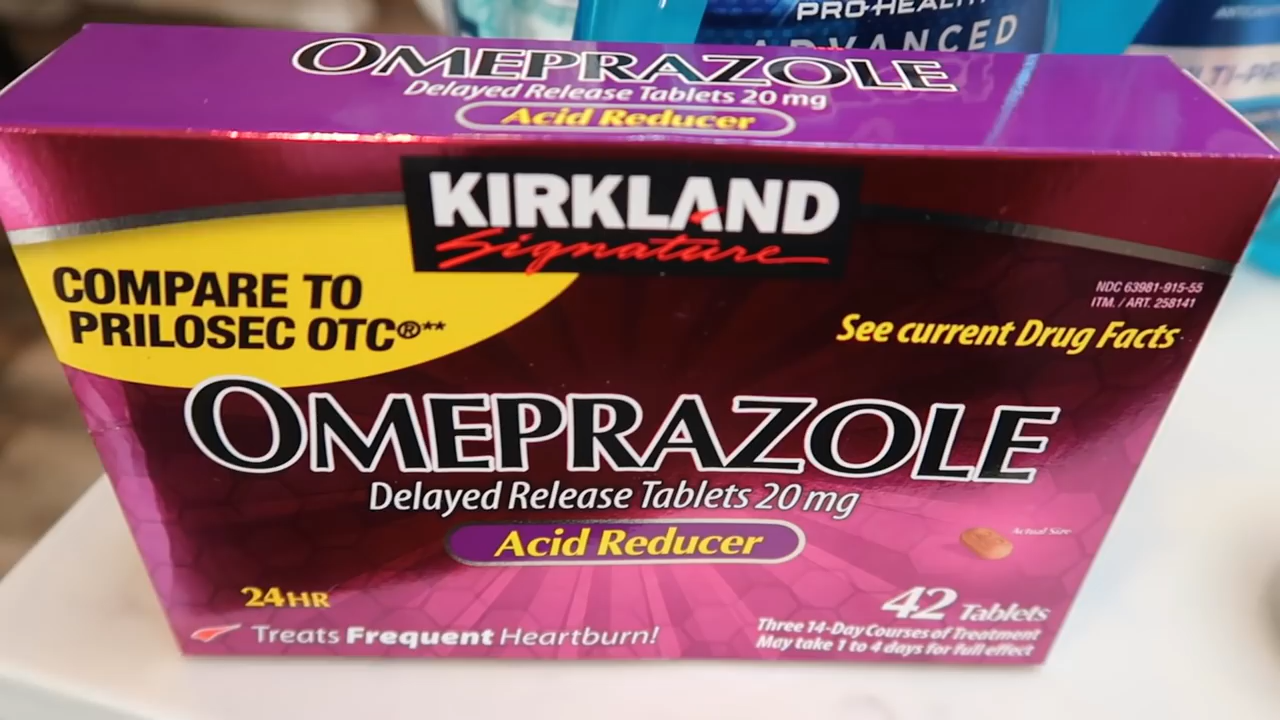 PRO-HEALTH
ADVANCED
OMEPRAZOLE
Delayed Release Tablets 20 mg
Acid Reducer
KIRKLAND
Signature
COMPARE TO
PRILOSEC OTC®**
NDC 63981-915-55
ITM. / ART. 258141
See current Drug Facts
OMEPRAZOLE
Delayed Release Tablets 20 mg
Acid Reducer
Actual Size
24HR
Treats Frequent Heartburn!
42 Tablets
Three 14-Day Courses of Treatment
May take 1 to 4 days for full effect